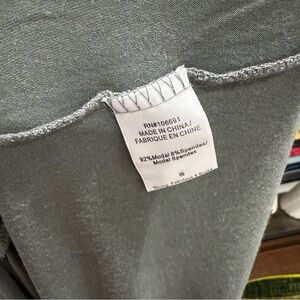 RN#106691
MADE IN CHINA/
FABRIQUE EN CHINE
92%Modal 8%Spandex/
Modal Spandex
S